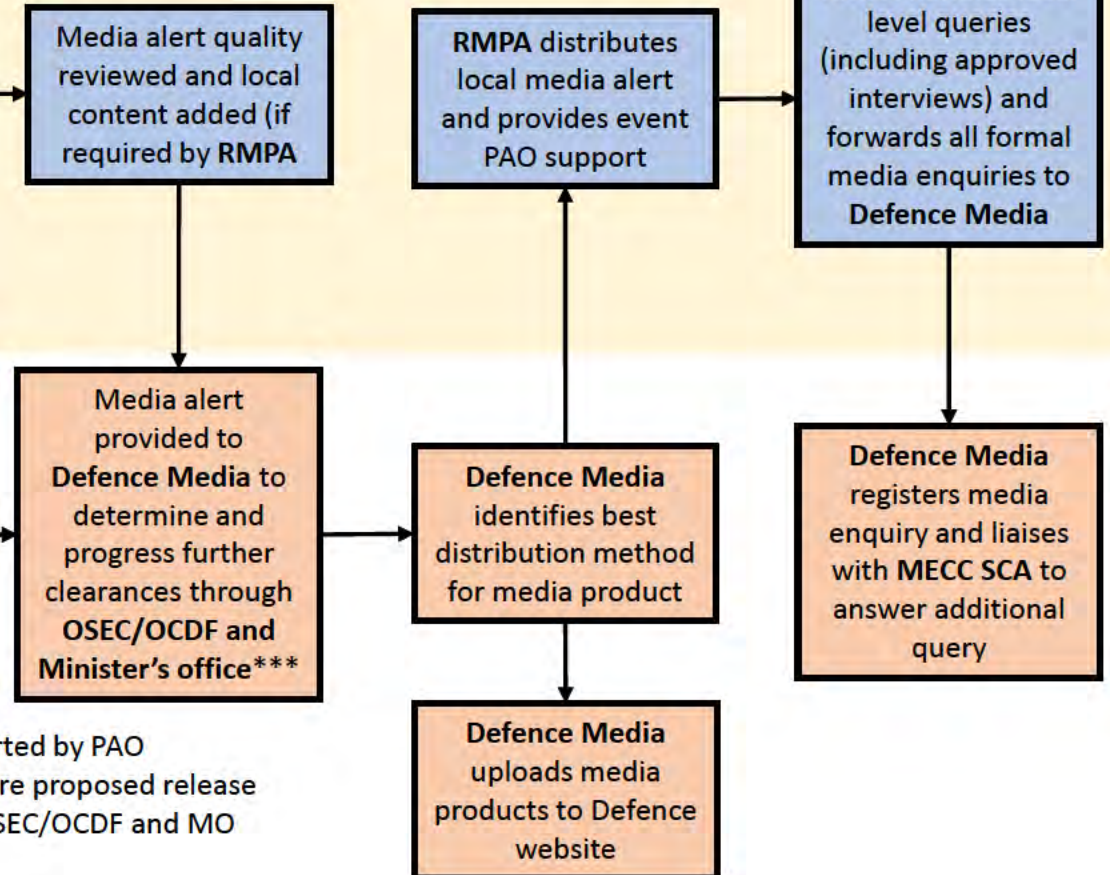 Media alert quality
reviewed and local
content added (if
required by RMPA
RMPA distributes
local media alert
and provides event
PAO support
level queries
(including approved
interviews) and
forwards all formal
media enquiries to
Defence Media
Media alert
provided to
Defence Media to
determine and
progress further
clearances through
OSEC/OCDF and
Minister’s office***
Defence Media
identifies best
distribution method
for media product
Defence Media
registers media
enquiry and liaises
with MECC SCA to
answer additional
query
Defence Media
uploads media
products to Defence
website
rted by PAO
re proposed release
SEC/OCDF and MO